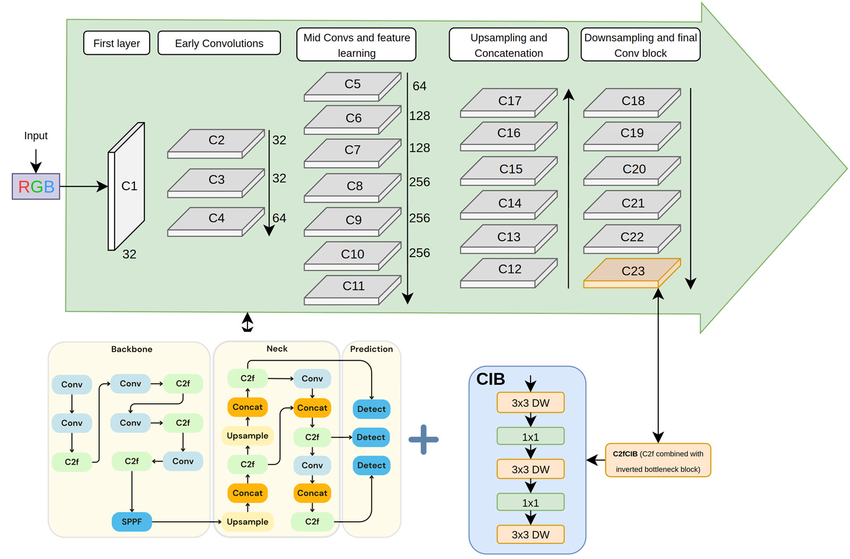 First layer
Early Convolutions
Mid Convs and feature
learning
Upsampling and
Concatenation
Downsampling and final
Conv block
Input
RGB
C1
32
C2
32
C3
32
C4
64
C5
64
C6
128
C7
128
C8
256
C9
256
C10
256
C11
C17
C16
C15
C14
C13
C12
C18
C19
C20
C21
C22
C23
Backbone
Conv
Conv
C2f
Conv
C2f
Conv
C2f
C2f
Conv
SPPF
Neck
C2f
Conv
Concat
Concat
Upsample
C2f
C2f
Conv
Concat
Concat
Upsample
C2f
Prediction
Detect
Detect
Detect
+
CIB
3x3 DW
1x1
3x3 DW
1x1
3x3 DW
C2fCIB (C2f combined with
inverted bottleneck block)